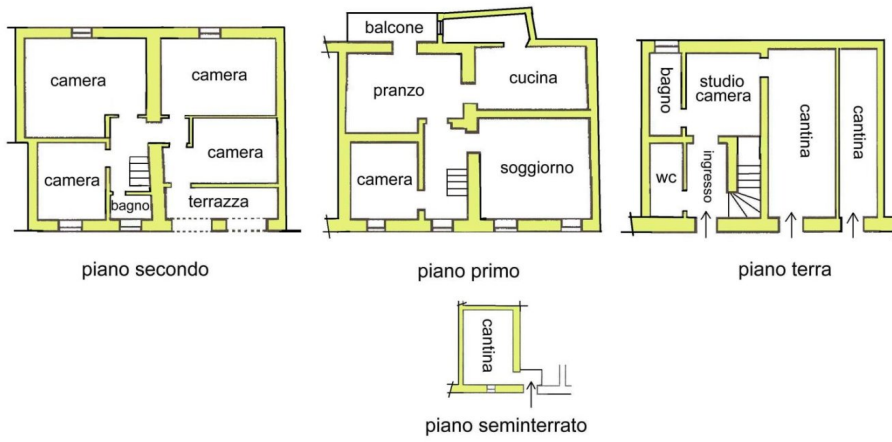 camera
camera
camera
camera
bagno
terrazza
piano secondo
balcone
pranzo
cucina
camera
soggiorno
piano primo
bagno
studio
camera
wc
ingresso
cantina
cantina
piano terra
cantina
piano seminterrato